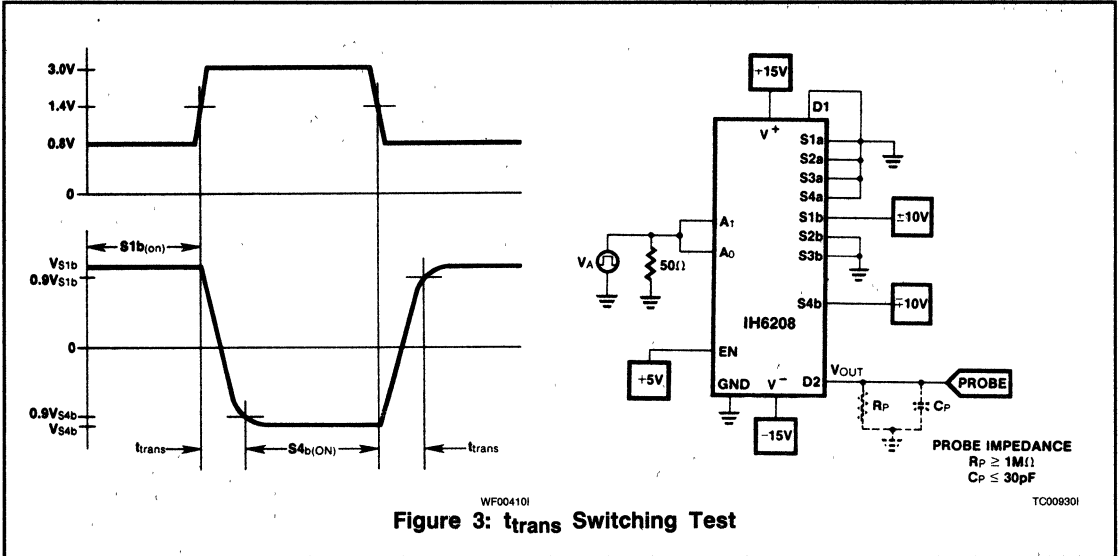 3.0V
1.4V
0.8V
0
S1b(on)
VS1b
0.9VS1b
0
0.9VS4b
VS4b
ttrans
S4b(ON)
ttrans
WF00410I
+15V
D1
V+
S1a
S2a
S3a
S4a
S1b
±10V
S2b
S3b
A1
A0
VA
50Ω
S4b
∓10V
IH6208
EN
+5V
GND
V−
D2
VOUT
PROBE
RP
CP
−15V
PROBE IMPEDANCE
RP ≥ 1MΩ
CP ≤ 30pF
TC00930I
Figure 3: ttrans Switching Test